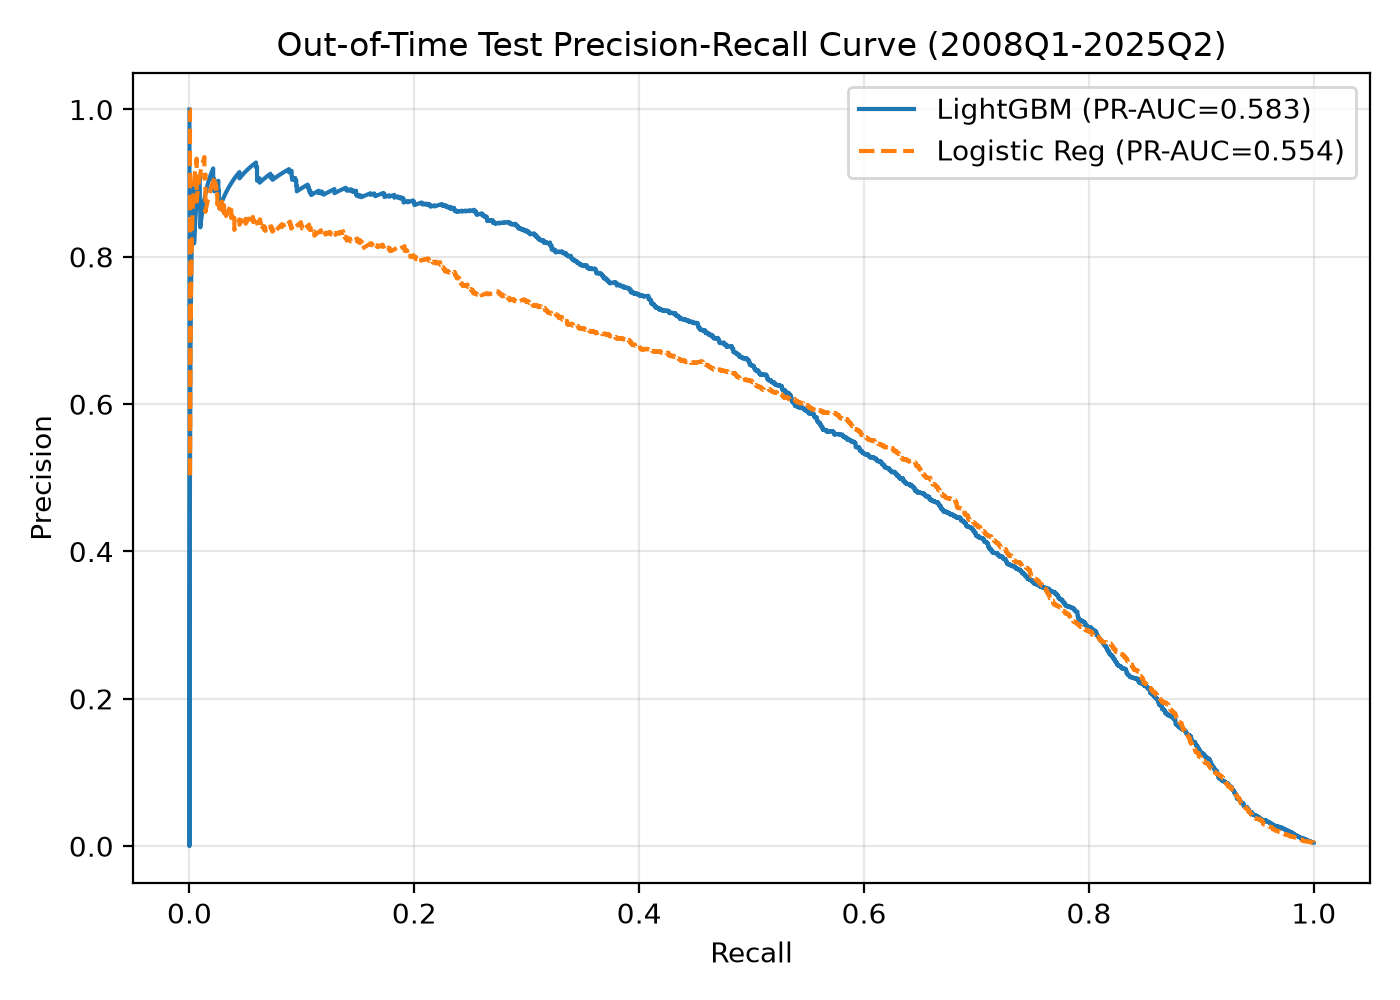 Out-of-Time Test Precision-Recall Curve (2008Q1-2025Q2)
LightGBM (PR-AUC=0.583)
Logistic Reg (PR-AUC=0.554)
Precision
1.0
0.8
0.6
0.4
0.2
0.0
0.0 0.2 0.4 0.6 0.8 1.0
Recall